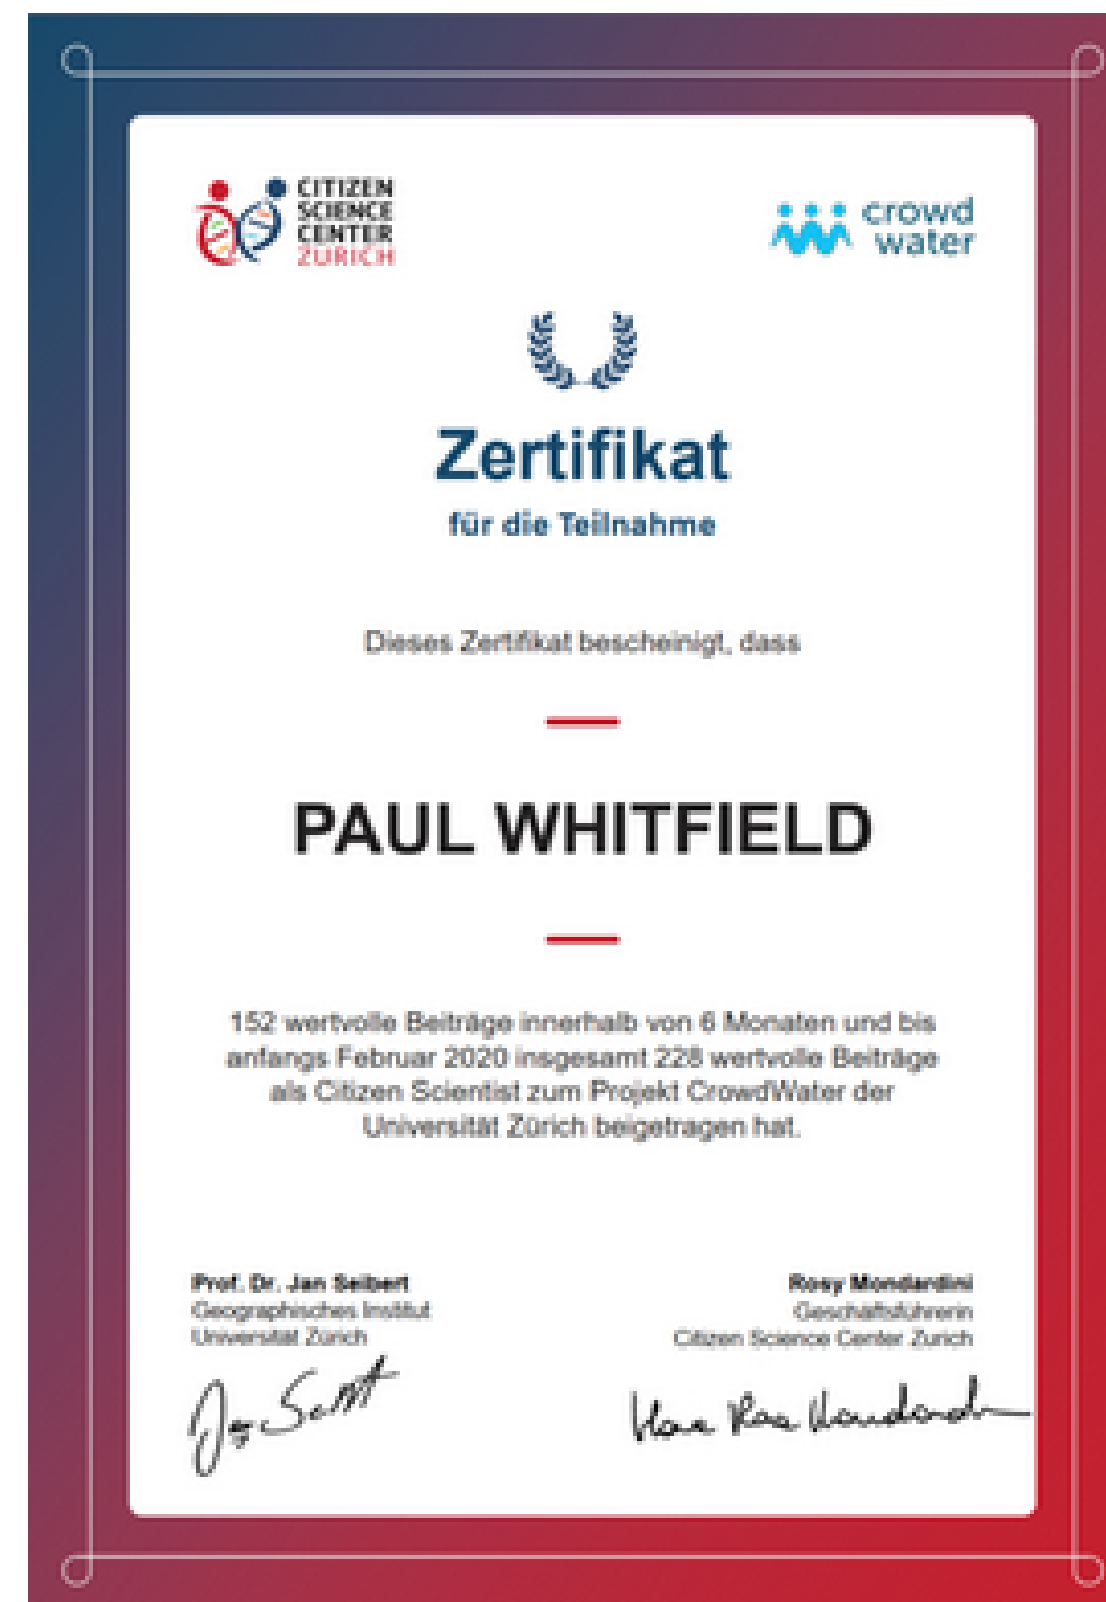 CITIZEN
SCIENCE
CENTER
ZURICH
crowd
water
Zertifikat
für die Teilnahme
Dieses Zertifikat bescheinigt, dass
PAUL WHITFIELD
152 wertvolle Beiträge innerhalb von 6 Monaten und bis
anfangs Februar 2020 insgesamt 228 wertvolle Beiträge
als Citizen Scientist zum Projekt CrowdWater der
Universität Zürich beigetragen hat.
Prof. Dr. Jan Seibert
Geographisches Institut
Universität Zürich
Rosy Mondardini
Geschäftsführerin
Citizen Science Center Zurich